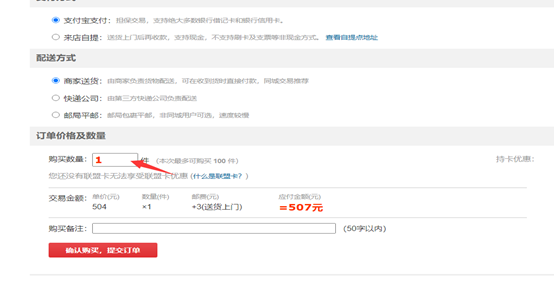 支付宝支付： 担保交易，支持绝大多数银行借记卡和银行信用卡。
来店自提： 送货上门后再收款，支持现金，不支持刷卡及支票等非现金方式。 查看自提点地址
配送方式
商家送货： 由商家负责货物配送，可在收到货时直接付款，同城交易推荐
快递公司： 由第三方快递公司负责配送
邮局平邮： 邮局包裹平邮，非同城用户可选，速度较慢
订单价格及数量
购买数量： 1 件 (本次最多可购买 100 件) 持卡优惠：
您还没有联盟卡无法享受联盟卡优惠 (什么是联盟卡? )
交易金额： 单价(元) 数量(件) 邮费(元) 应付金额(元)
504 ×1 +3(送货上门) =507元
购买备注： (50字以内)
确认购买，提交订单